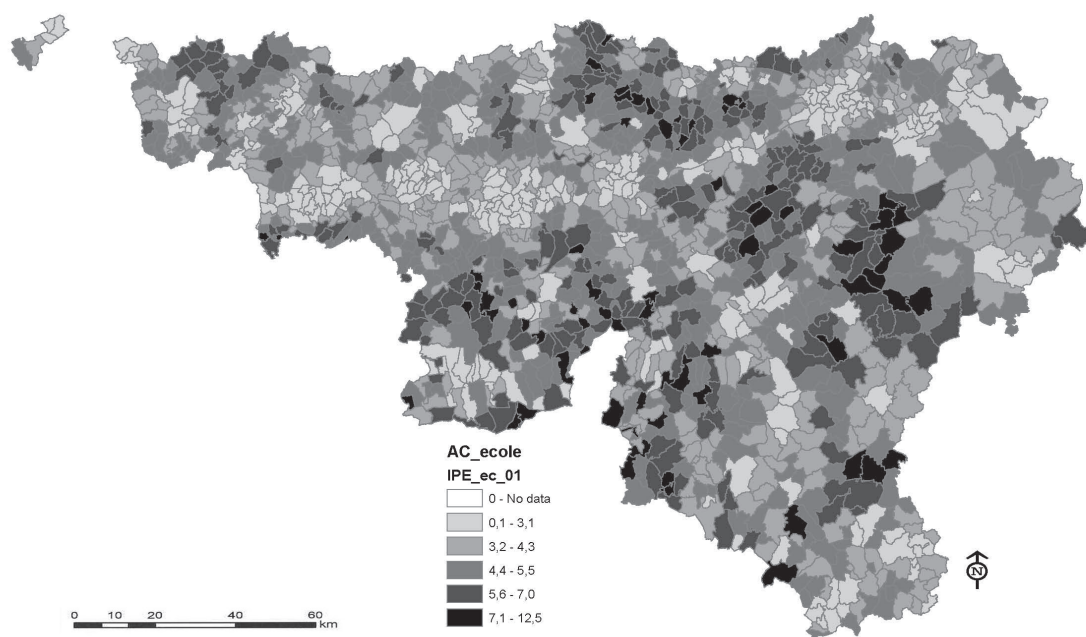 AC_ecole
IPE_ec_01
0 - No data
0,1 - 3,1
3,2 - 4,3
4,4 - 5,5
5,6 - 7,0
7,1 - 12,5
N
0 10 20 40 60
km